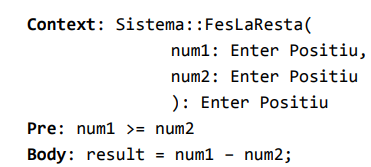 Context: Sistema::FesLaResta(
num1: Enter Positiu,
num2: Enter Positiu
): Enter Positiu
Pre: num1 >= num2
Body: result = num1 – num2;